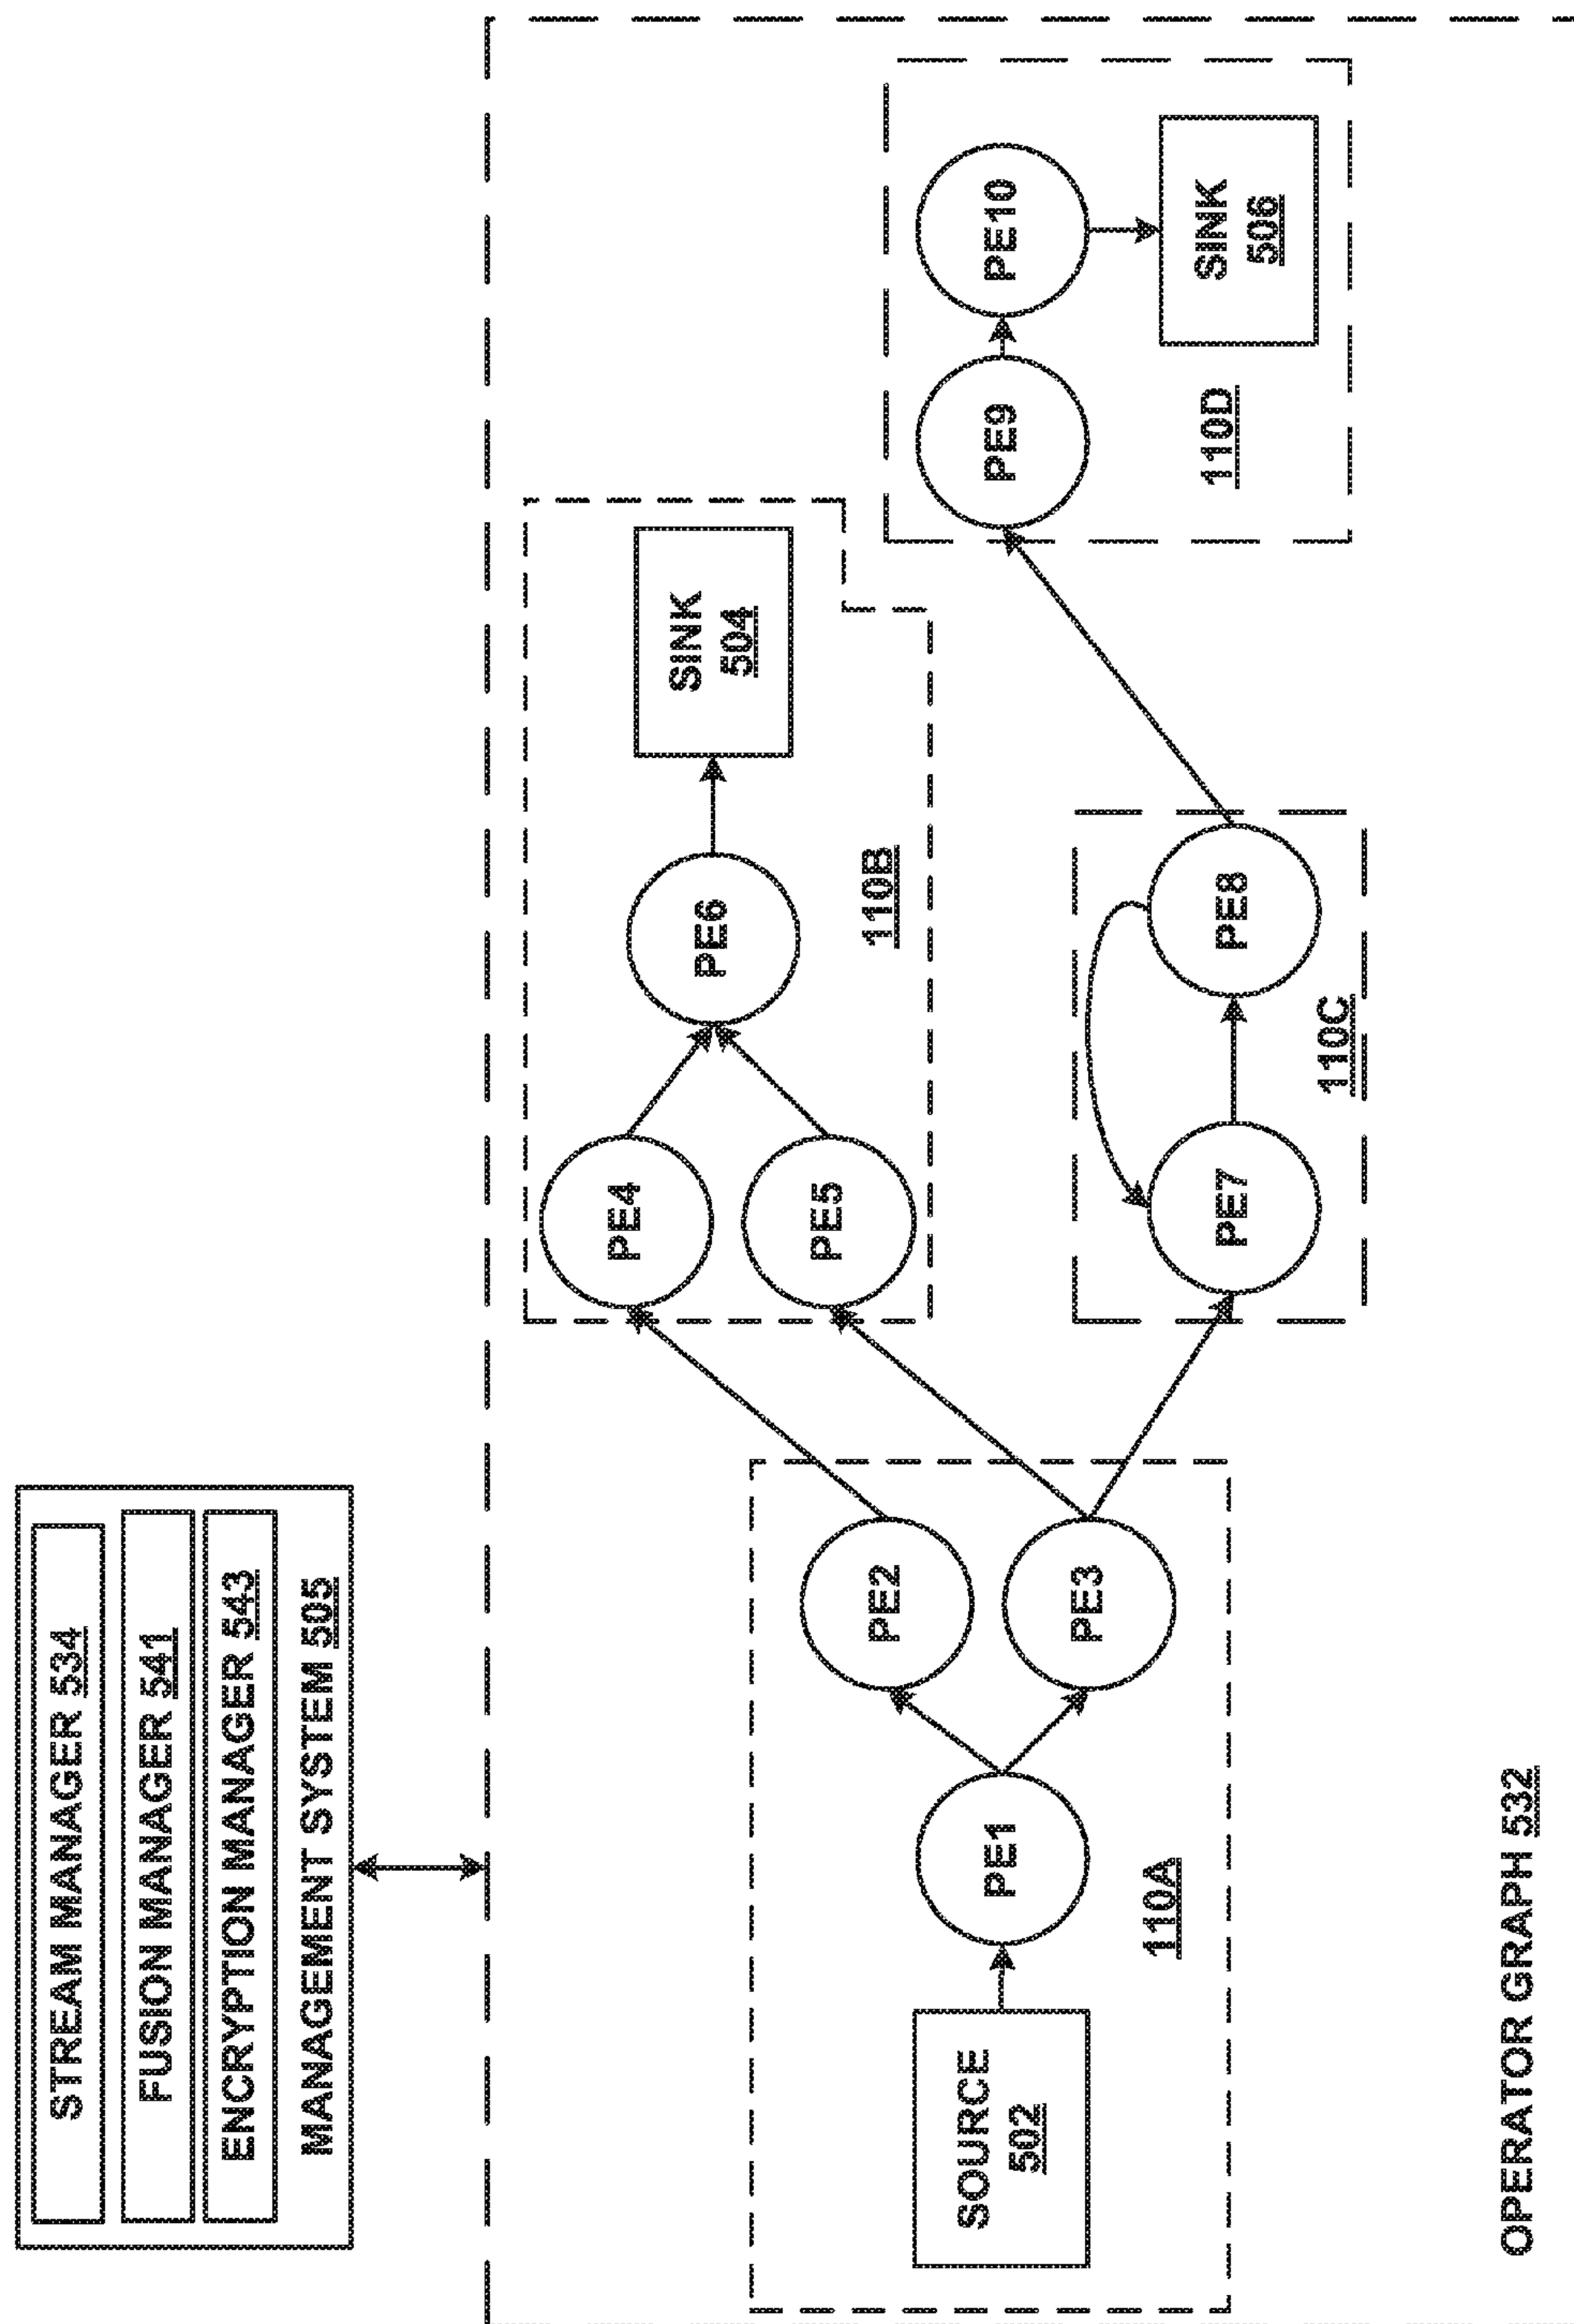 STREAM MANAGER 534
FUSION MANAGER 541
ENCRYPTION MANAGER 543
MANAGEMENT SYSTEM 505
SOURCE
502
PE1
PE2
PE3
110A
PE4
PE5
PE6
SINK
504
110B
PE7
PE8
110C
PE9
PE10
SINK
506
110D
OPERATOR GRAPH 532